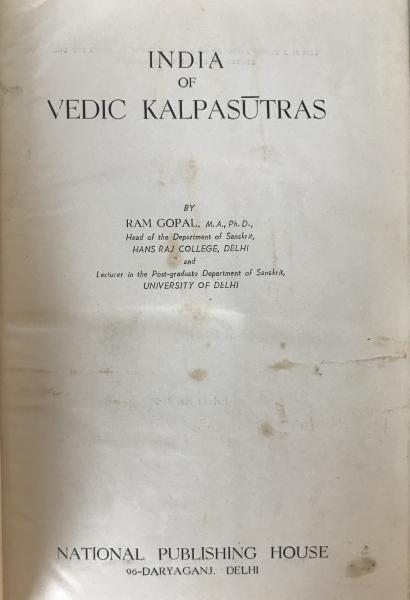 INDIA
OF
VEDIC KALPASŪTRAS
BY
RAM GOPAL, M.A., Ph.D.,
Head of the Department of Sanskrit,
HANS RAJ COLLEGE, DELHI
and
Lecturer in the Post-graduate Department of Sanskrit,
UNIVERSITY OF DELHI
NATIONAL PUBLISHING HOUSE
96-DARYAGANJ. DELHI